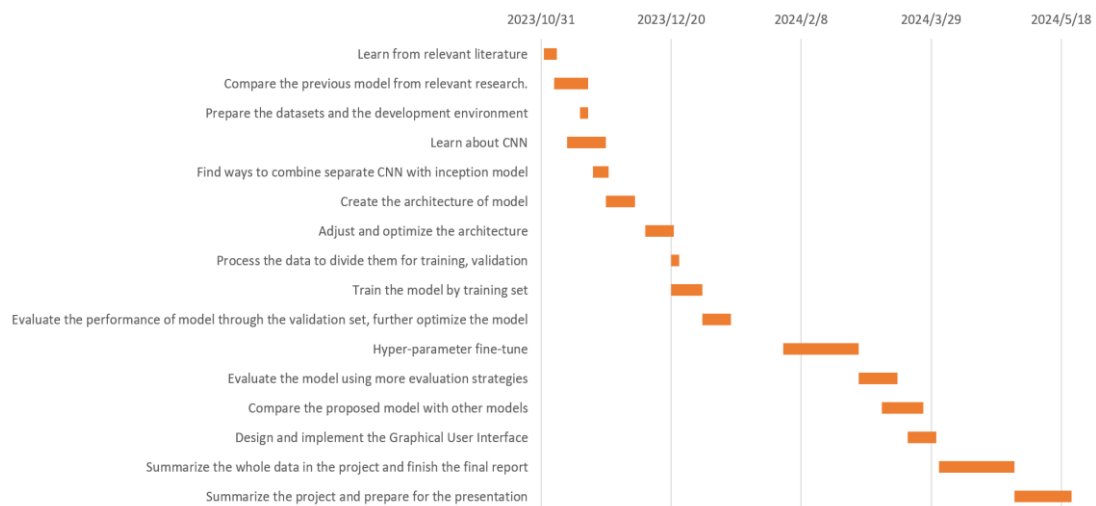 2023/10/31 2023/12/20 2024/2/8 2024/3/29 2024/5/18
Learn from relevant literature
Compare the previous model from relevant research.
Prepare the datasets and the development environment
Learn about CNN
Find ways to combine separate CNN with inception model
Create the architecture of model
Adjust and optimize the architecture
Process the data to divide them for training, validation
Train the model by training set
Evaluate the performance of model through the validation set, further optimize the model
Hyper-parameter fine-tune
Evaluate the model using more evaluation strategies
Compare the proposed model with other models
Design and implement the Graphical User Interface
Summarize the whole data in the project and finish the final report
Summarize the project and prepare for the presentation